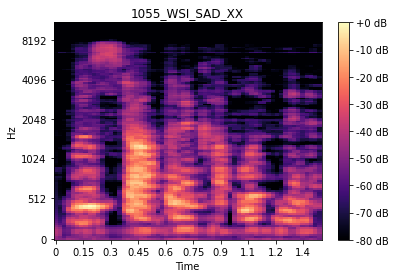 1055_WSI_SAD_XX
Hz
8192
4096
2048
1024
512
0
0 0.15 0.3 0.45 0.6 0.75 0.9 1.1 1.2 1.4
Time
+0 dB
-10 dB
-20 dB
-30 dB
-40 dB
-50 dB
-60 dB
-70 dB
-80 dB